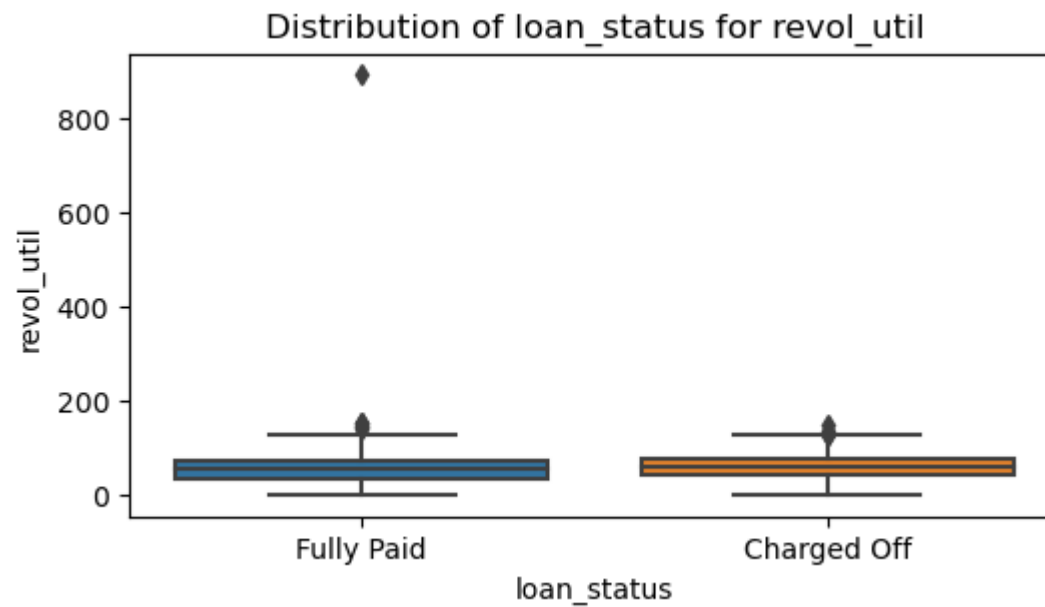 Distribution of loan_status for revol_util
800
600
400
200
0
revol_util
Fully Paid
Charged Off
loan_status